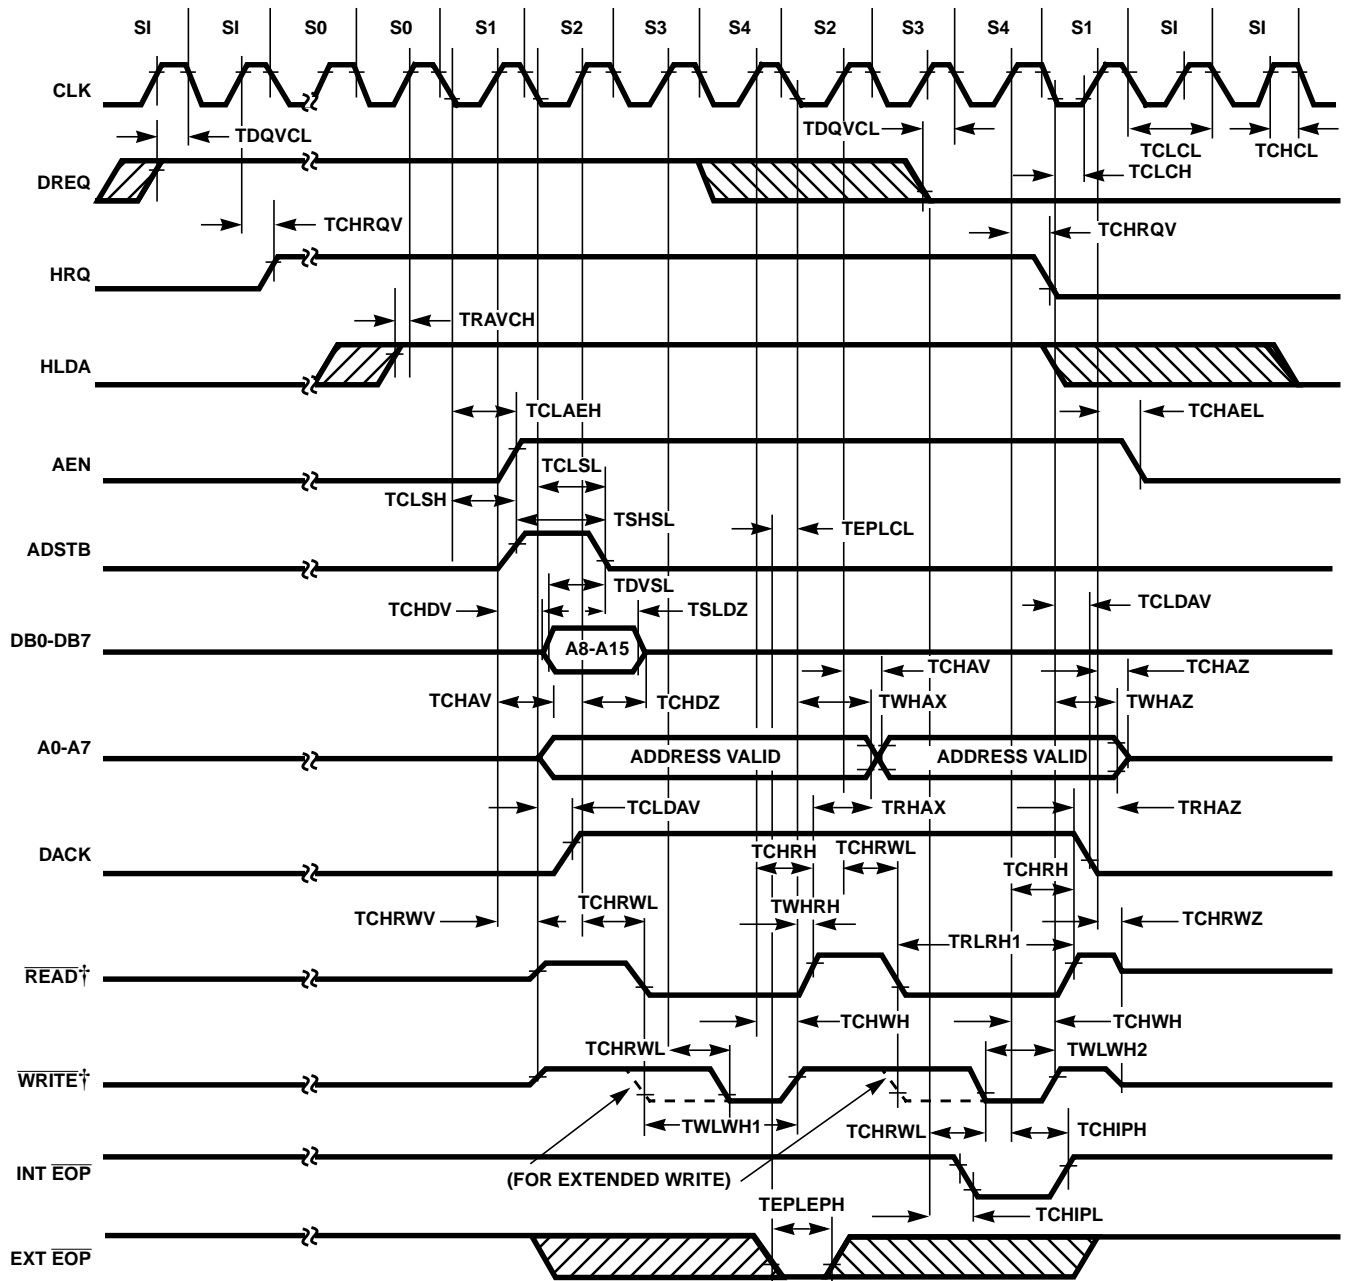 SI SI S0 S0 S1 S2 S3 S4 S2 S3 S4 S1 SI SI
CLK
TDQVCL TDQVCL TCLCL TCHCL
TCLCH
DREQ
TCHRQV TCHRQV
HRQ
TRAVCH
HLDA
TCLAEH TCHAEL
AEN
TCLSL
TCLSH
TSHSL
TEPLCL
ADSTB
TDVSL
TCHDV TSLDZ TCLDAV
DB0-DB7
A8-A15
TCHAV TCHAZ
TCHAV TCHDZ TWHAX TWHAZ
A0-A7
ADDRESS VALID ADDRESS VALID
TCLDAV TRHAX TRHAZ
DACK
TCHRH TCHRWL
TCHRH
TCHRWL
TCHRWV TWHRH TCHRWZ
TRLRH1
READ†
TCHWH TCHWH
TCHRWL TWLWH2
WRITE†
TWLWH1 TCHRWL TCHIPH
INT EOP
(FOR EXTENDED WRITE)
TEPLEPH
TCHIPL
EXT EOP